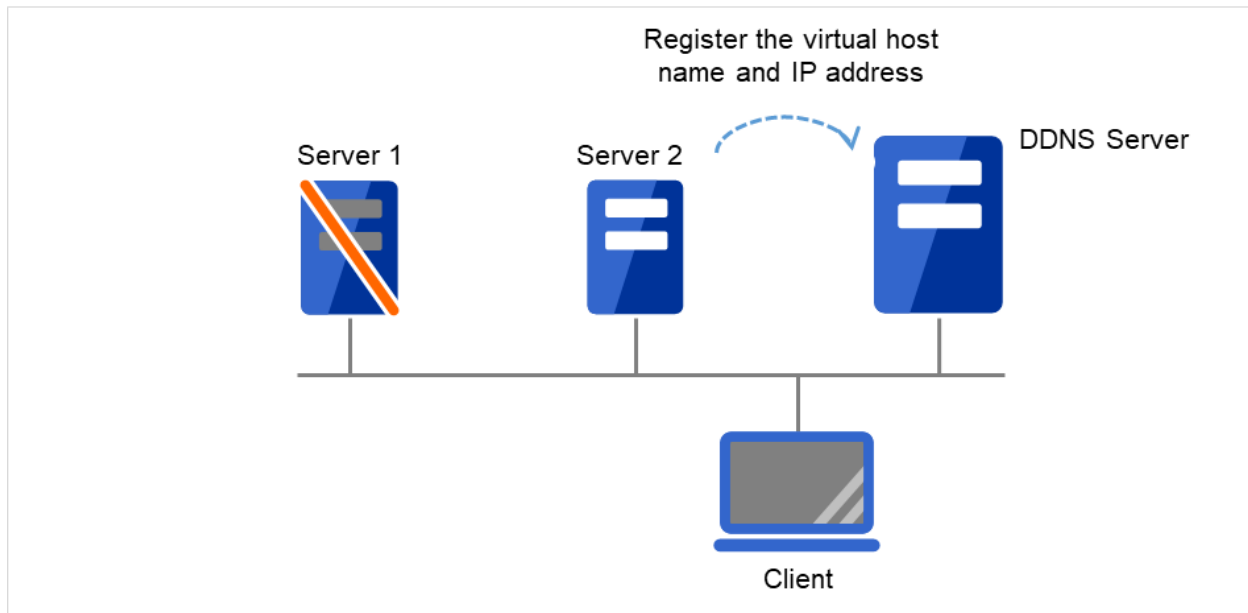 Register the virtual host
name and IP address
Server 1
Server 2
DDNS Server
Client